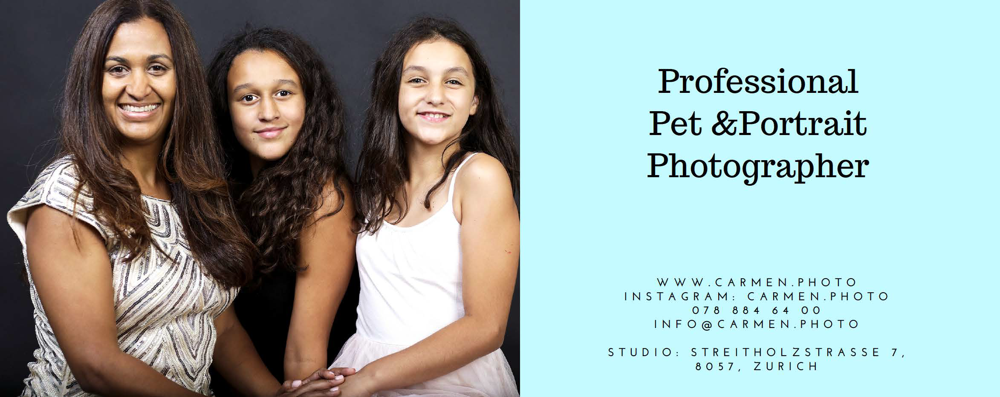 Professional
Pet &Portrait
Photographer
WWW.CARMEN.PHOTO
INSTAGRAM: CARMEN.PHOTO
078 884 64 00
INFO@CARMEN.PHOTO
STUDIO: STREITHOLZSTRASSE 7,
8057, ZURICH